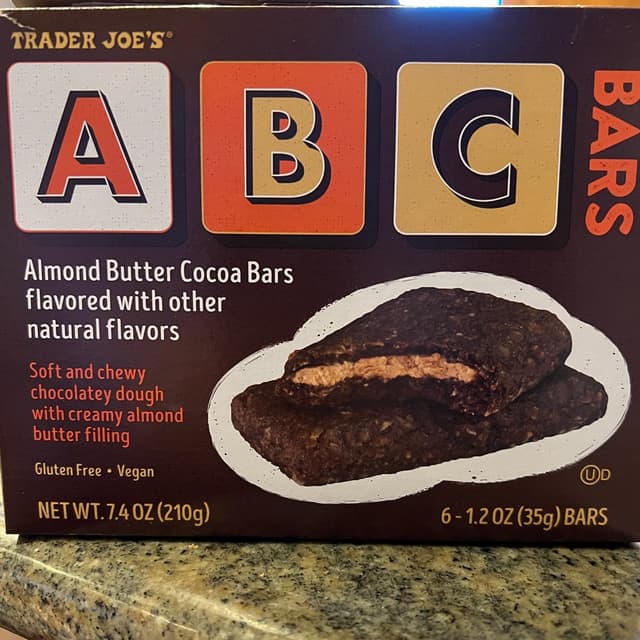 TRADER JOE'S®
A B C
BARS
Almond Butter Cocoa Bars
flavored with other
natural flavors
Soft and chewy
chocolatey dough
with creamy almond
butter filling
Gluten Free • Vegan
UD
NET WT. 7.4 OZ (210g)
6 - 1.2 OZ (35g) BARS